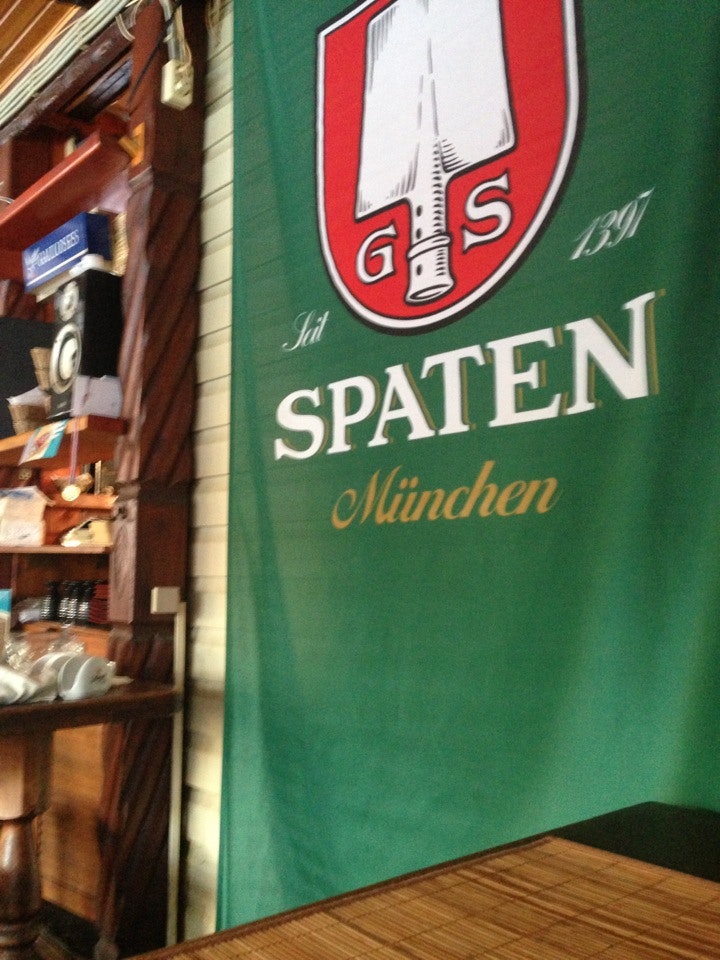 G S
Seit 1397
SPATEN
München